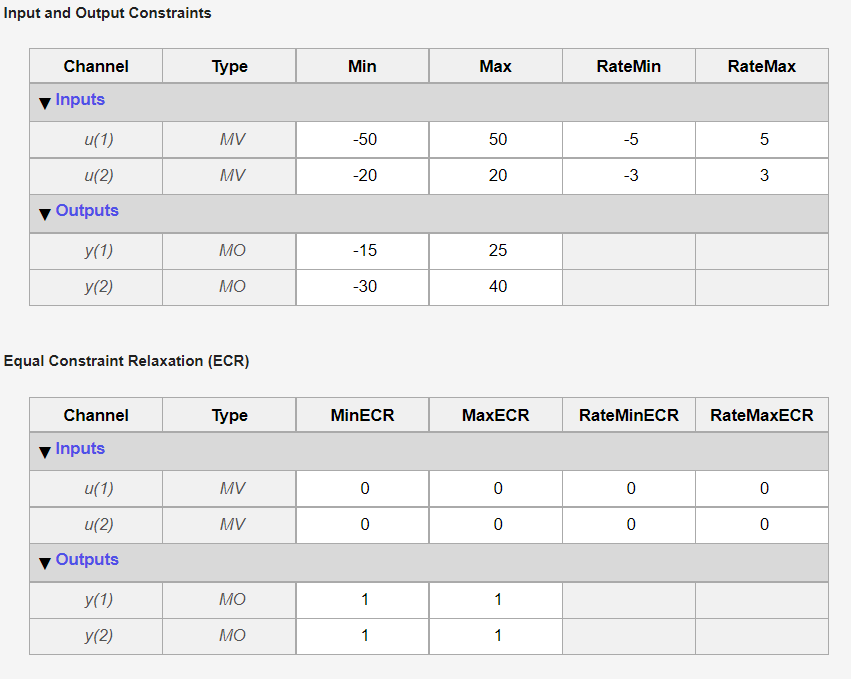 Input and Output Constraints
Channel Type Min Max RateMin RateMax
▼ Inputs
u(1) MV -50 50 -5 5
u(2) MV -20 20 -3 3
▼ Outputs
y(1) MO -15 25
y(2) MO -30 40
Equal Constraint Relaxation (ECR)
Channel Type MinECR MaxECR RateMinECR RateMaxECR
▼ Inputs
u(1) MV 0 0 0 0
u(2) MV 0 0 0 0
▼ Outputs
y(1) MO 1 1
y(2) MO 1 1